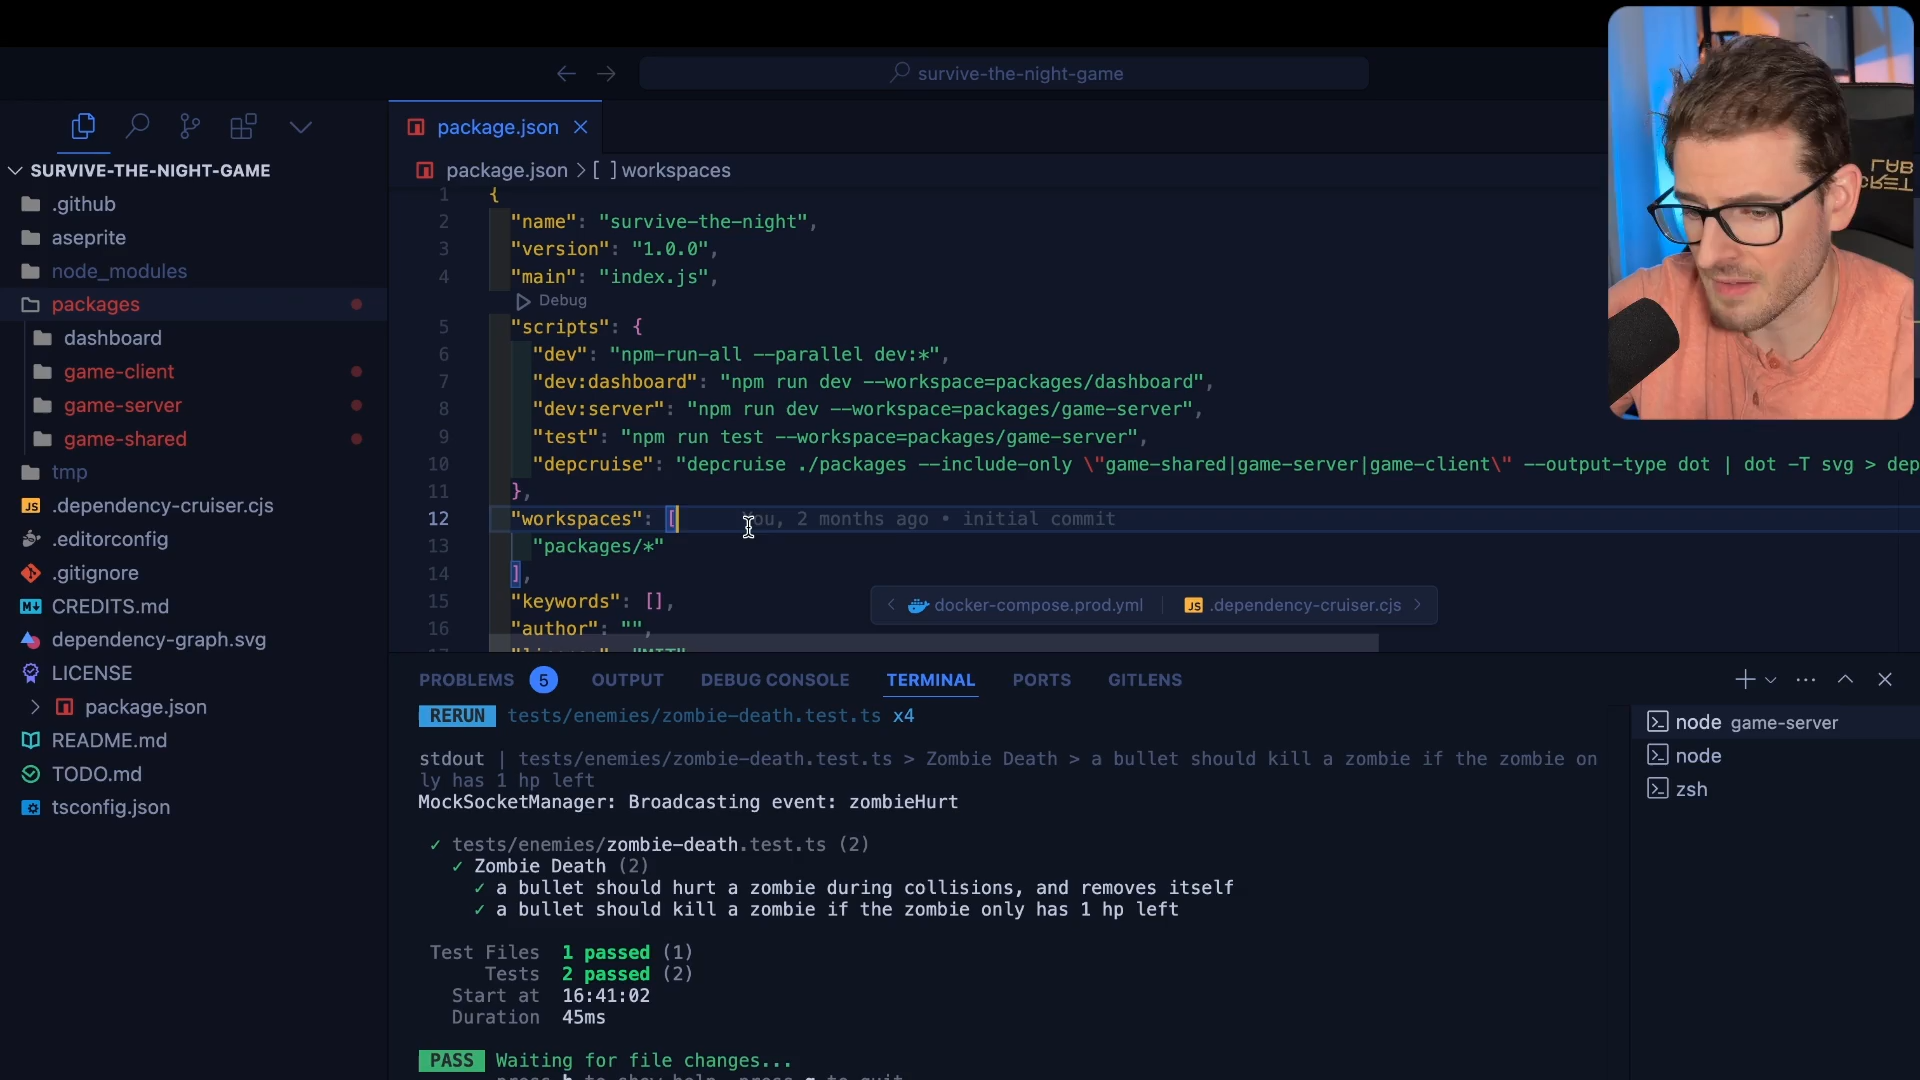 survive-the-night-game
SURVIVE-THE-NIGHT-GAME
.github
aseprite
node_modules
packages
dashboard
game-client
game-server
game-shared
tmp
.dependency-cruiser.cjs
.editorconfig
.gitignore
CREDITS.md
dependency-graph.svg
LICENSE
package.json
README.md
TODO.md
tsconfig.json
package.json
package.json > [ ] workspaces
1 {
2 "name": "survive-the-night",
3 "version": "1.0.0",
4 "main": "index.js",
Debug
5 "scripts": {
6 "dev": "npm-run-all --parallel dev:*",
7 "dev:dashboard": "npm run dev --workspace=packages/dashboard",
8 "dev:server": "npm run dev --workspace=packages/game-server",
9 "test": "npm run test --workspace=packages/game-server",
10 "depcruise": "depcruise ./packages --include-only \"game-shared|game-server|game-client\" --output-type dot | dot -T svg > dep
11 },
12 "workspaces": [ You, 2 months ago • initial commit
13 "packages/*"
14 ],
15 "keywords": [],
16 "author": "",
docker-compose.prod.yml
.dependency-cruiser.cjs
PROBLEMS 5 OUTPUT DEBUG CONSOLE TERMINAL PORTS GITLENS
RERUN tests/enemies/zombie-death.test.ts x4
stdout | tests/enemies/zombie-death.test.ts > Zombie Death > a bullet should kill a zombie if the zombie on
ly has 1 hp left
MockSocketManager: Broadcasting event: zombieHurt
✓ tests/enemies/zombie-death.test.ts (2)
✓ Zombie Death (2)
✓ a bullet should hurt a zombie during collisions, and removes itself
✓ a bullet should kill a zombie if the zombie only has 1 hp left
Test Files 1 passed (1)
Tests 2 passed (2)
Start at 16:41:02
Duration 45ms
PASS Waiting for file changes...
node game-server
node
zsh